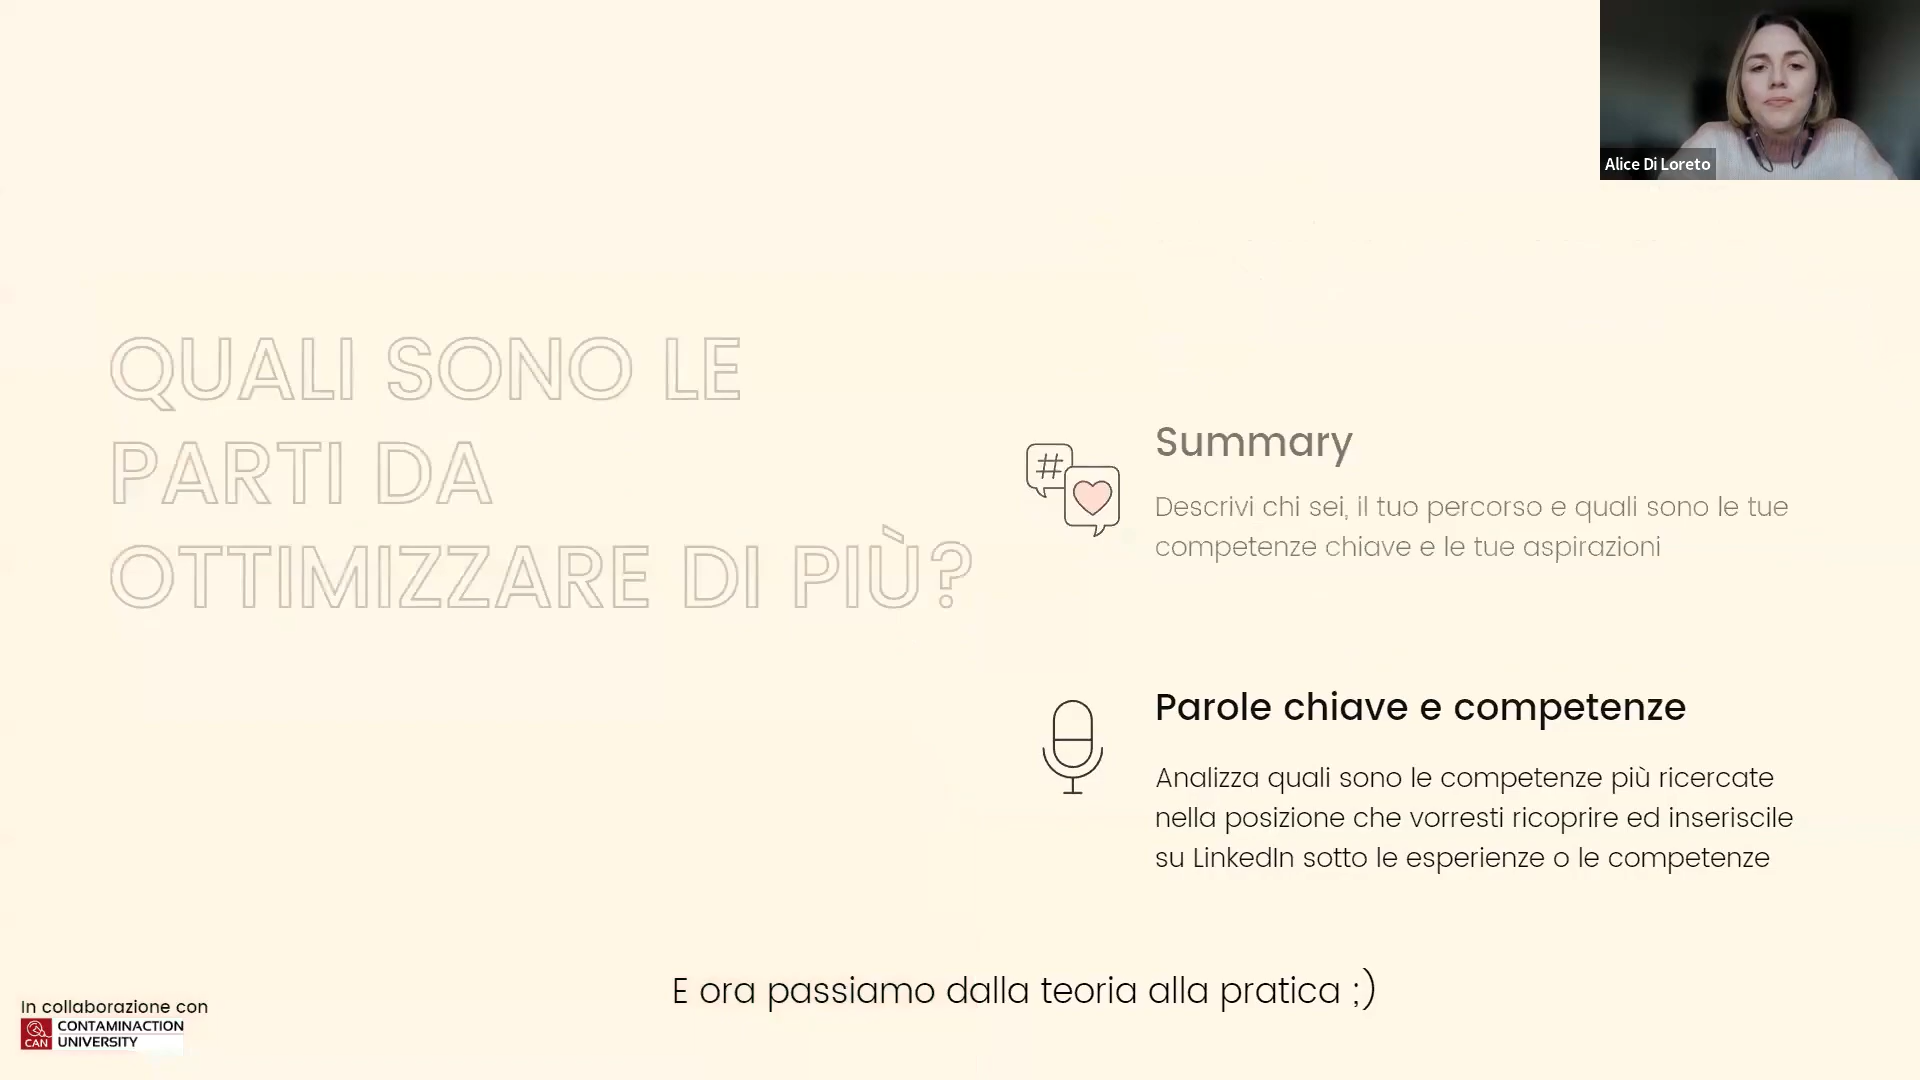 Alice Di Loreto
QUALI SONO LE
PARTI DA
OTTIMIZZARE DI PIÙ?
#
Summary
Descrivi chi sei, il tuo percorso e quali sono le tue
competenze chiave e le tue aspirazioni
Parole chiave e competenze
Analizza quali sono le competenze più ricercate
nella posizione che vorresti ricoprire ed inseriscile
su LinkedIn sotto le esperienze o le competenze
E ora passiamo dalla teoria alla pratica ;)
In collaborazione con
CAN
CONTAMINACTION
UNIVERSITY